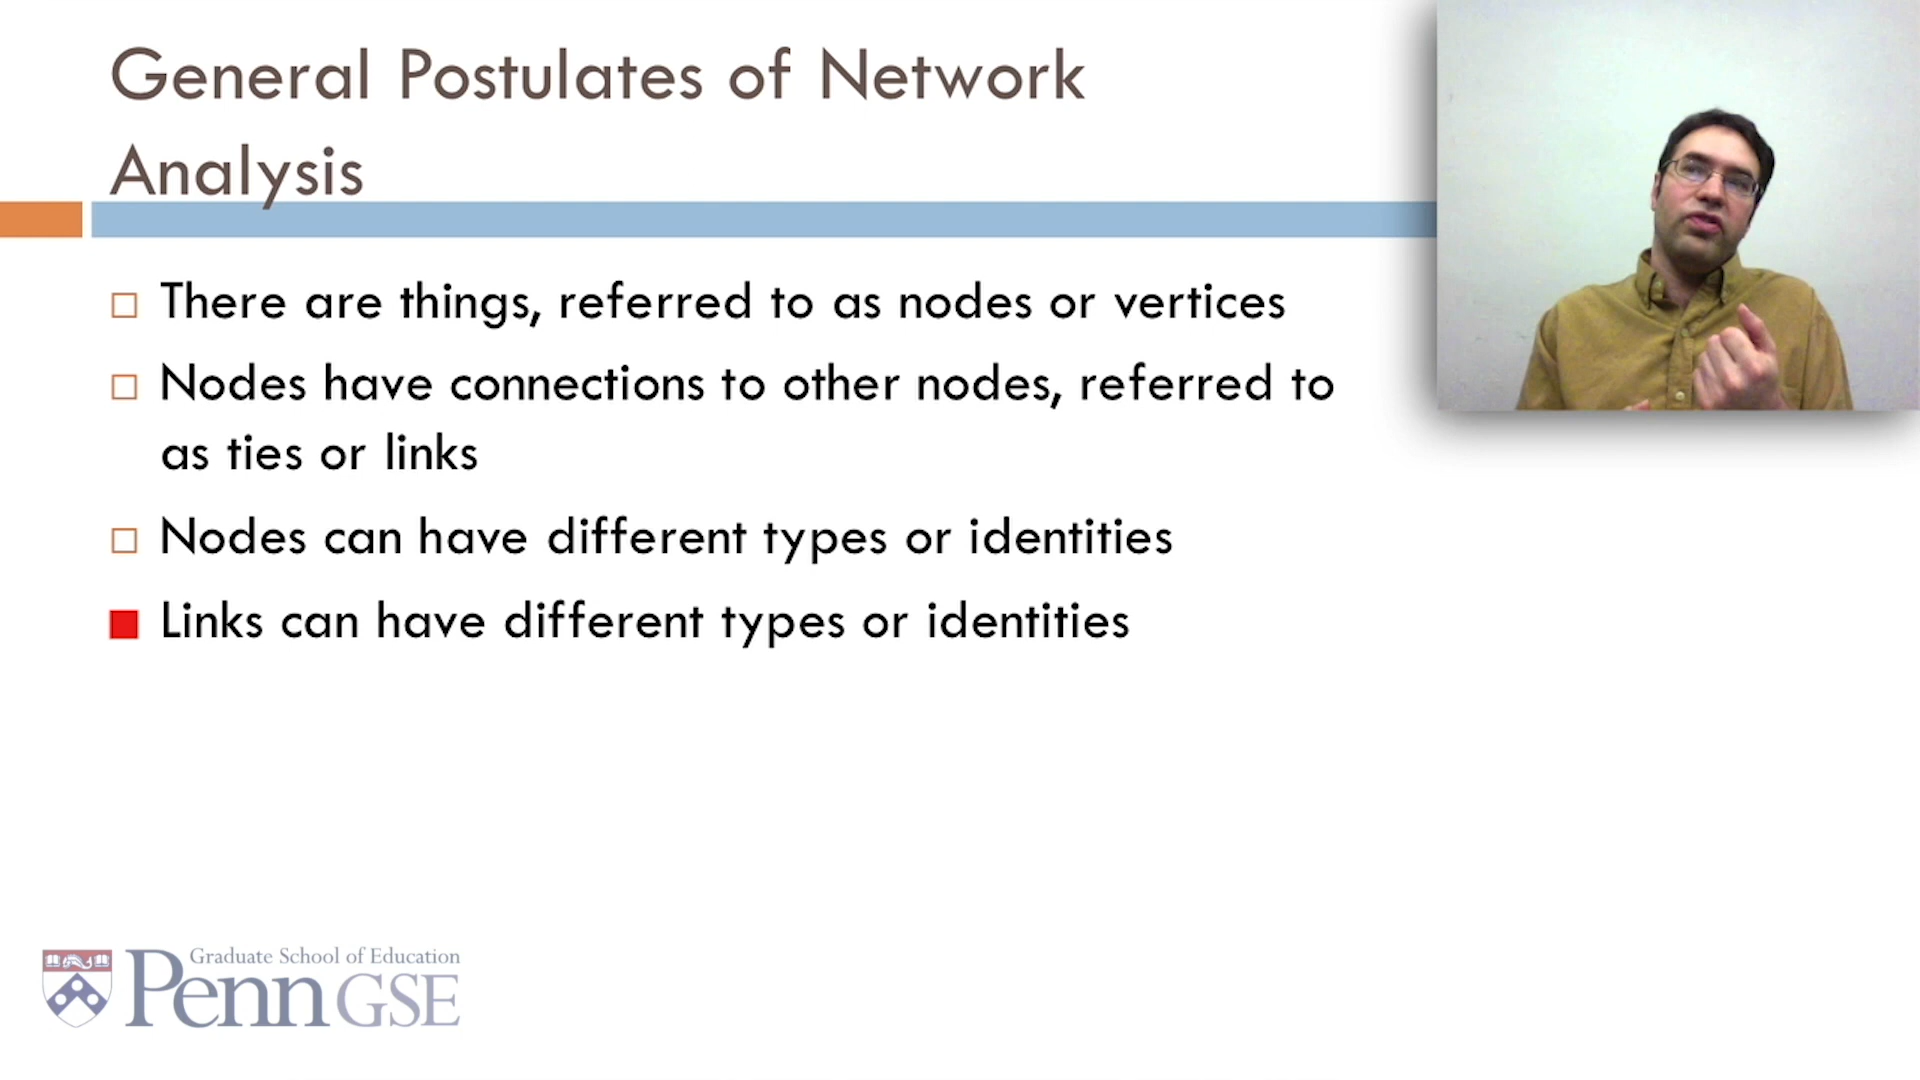 General Postulates of Network
Analysis
There are things, referred to as nodes or vertices
Nodes have connections to other nodes, referred to
as ties or links
Nodes can have different types or identities
Links can have different types or identities
Graduate School of Education
Penn GSE